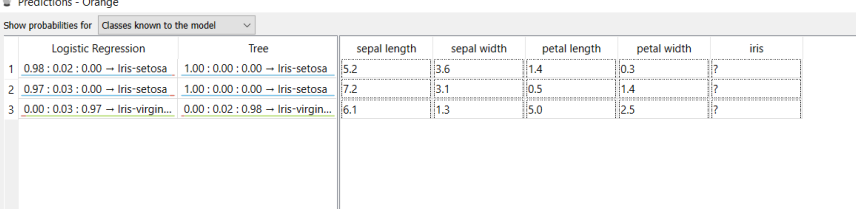 Predictions - Orange
Show probabilities for Classes known to the model
Logistic Regression Tree sepal length sepal width petal length petal width iris
1 0.98 : 0.02 : 0.00 → Iris-setosa 1.00 : 0.00 : 0.00 → Iris-setosa 5.2 3.6 1.4 0.3 ?
2 0.97 : 0.03 : 0.00 → Iris-setosa 1.00 : 0.00 : 0.00 → Iris-setosa 7.2 3.1 0.5 1.4 ?
3 0.00 : 0.03 : 0.97 → Iris-virgin... 0.00 : 0.02 : 0.98 → Iris-virgin... 6.1 1.3 5.0 2.5 ?